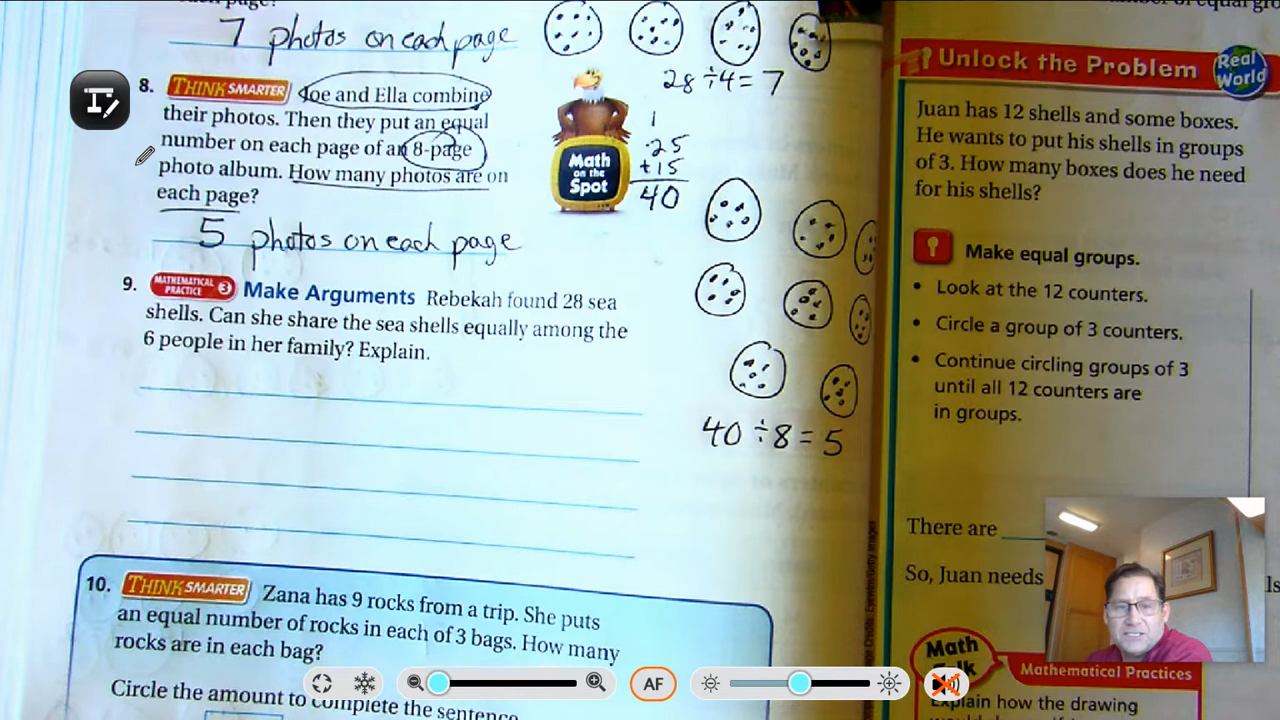 7 photos on each page
28 ÷ 4 = 7
8. THINK SMARTER Joe and Ella combine
their photos. Then they put an equal
number on each page of an 8-page
photo album. How many photos are on
each page?
5 photos on each page
Math
on the
Spot
1
25
+15
40
40 ÷ 8 = 5
9. MATHEMATICAL
PRACTICE 3 Make Arguments Rebekah found 28 sea
shells. Can she share the sea shells equally among the
6 people in her family? Explain.
10. THINK SMARTER Zana has 9 rocks from a trip. She puts
an equal number of rocks in each of 3 bags. How many
rocks are in each bag?
Circle the amount to complete the sentence.
Unlock the Problem
Real
World
Juan has 12 shells and some boxes.
He wants to put his shells in groups
of 3. How many boxes does he need
for his shells?
Make equal groups.
• Look at the 12 counters.
• Circle a group of 3 counters.
• Continue circling groups of 3
until all 12 counters are
in groups.
There are
So, Juan needs
Math
Talk
Mathematical Practices
Explain how the drawing
AF